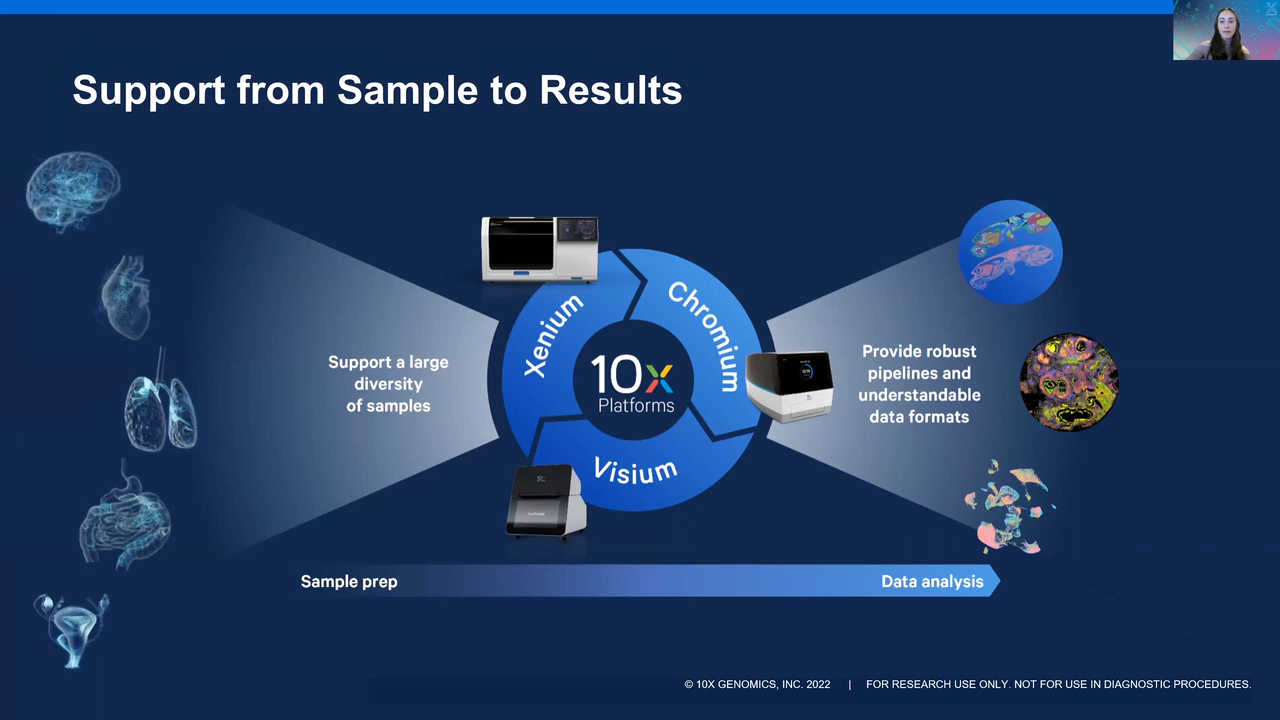 Support from Sample to Results
Support a large
diversity
of samples
Xenium
Chromium
Visium
10x
Platforms
Provide robust
pipelines and
understandable
data formats
Sample prep
Data analysis
© 10X GENOMICS, INC. 2022 | FOR RESEARCH USE ONLY. NOT FOR USE IN DIAGNOSTIC PROCEDURES.